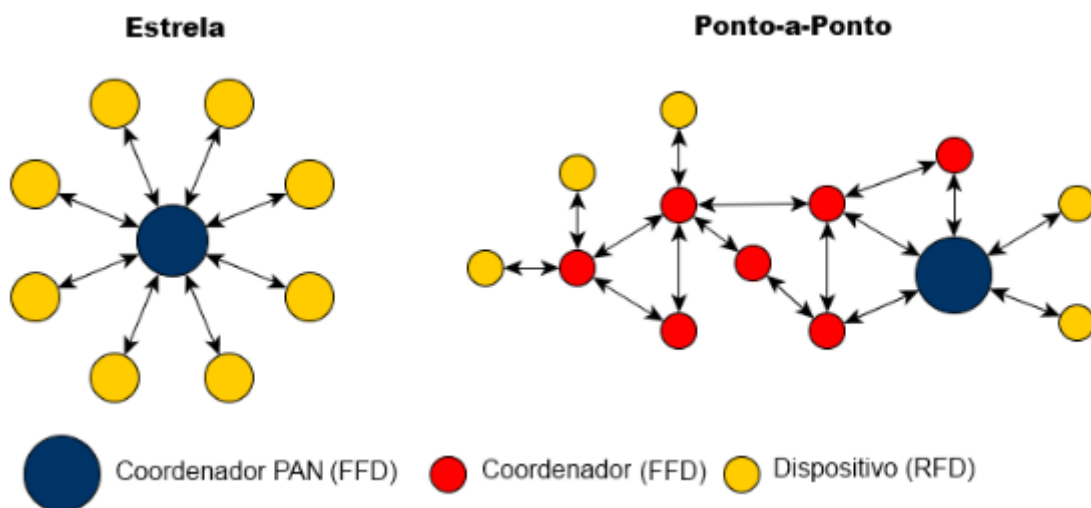 Estrela
Ponto-a-Ponto
Coordenador PAN (FFD)
Coordenador (FFD)
Dispositivo (RFD)